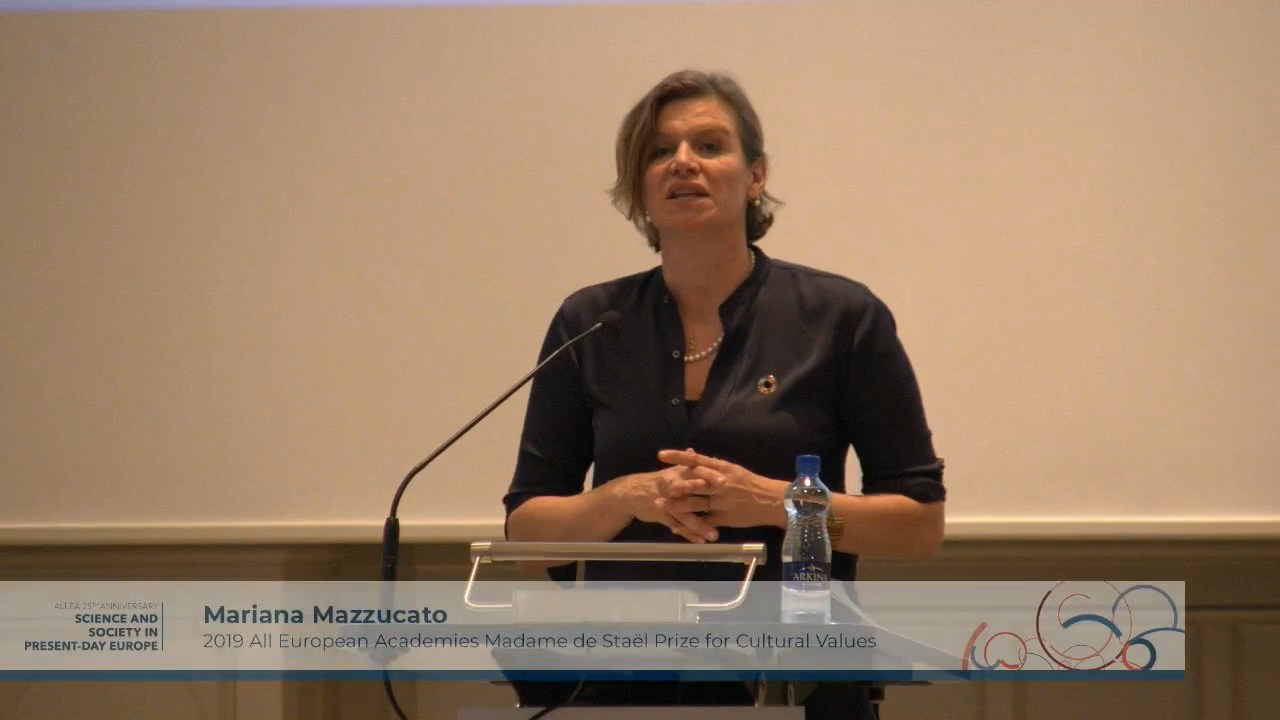 ALLEA 25TH ANNIVERSARY
SCIENCE AND
SOCIETY IN
PRESENT-DAY EUROPE
Mariana Mazzucato
2019 All European Academies Madame de Staël Prize for Cultural Values
ARKINA